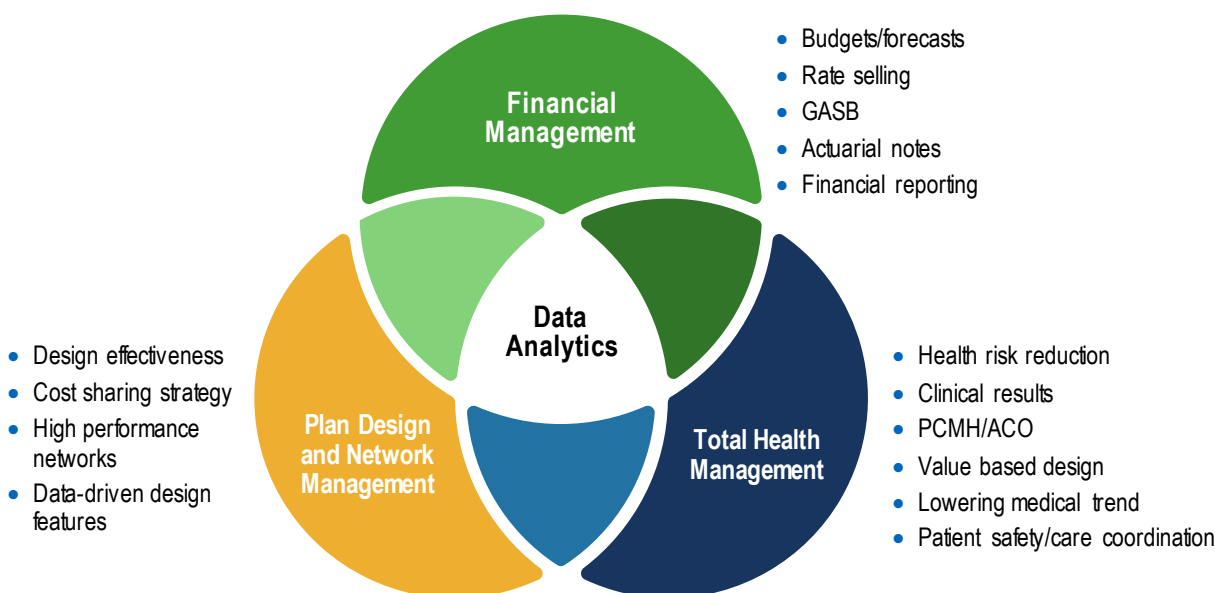 Financial
Management
• Budgets/forecasts
• Rate selling
• GASB
• Actuarial notes
• Financial reporting
Data
Analytics
• Design effectiveness
• Cost sharing strategy
• High performance
networks
• Data-driven design
features
Plan Design
and Network
Management
Total Health
Management
• Health risk reduction
• Clinical results
• PCMH/ACO
• Value based design
• Lowering medical trend
• Patient safety/care coordination